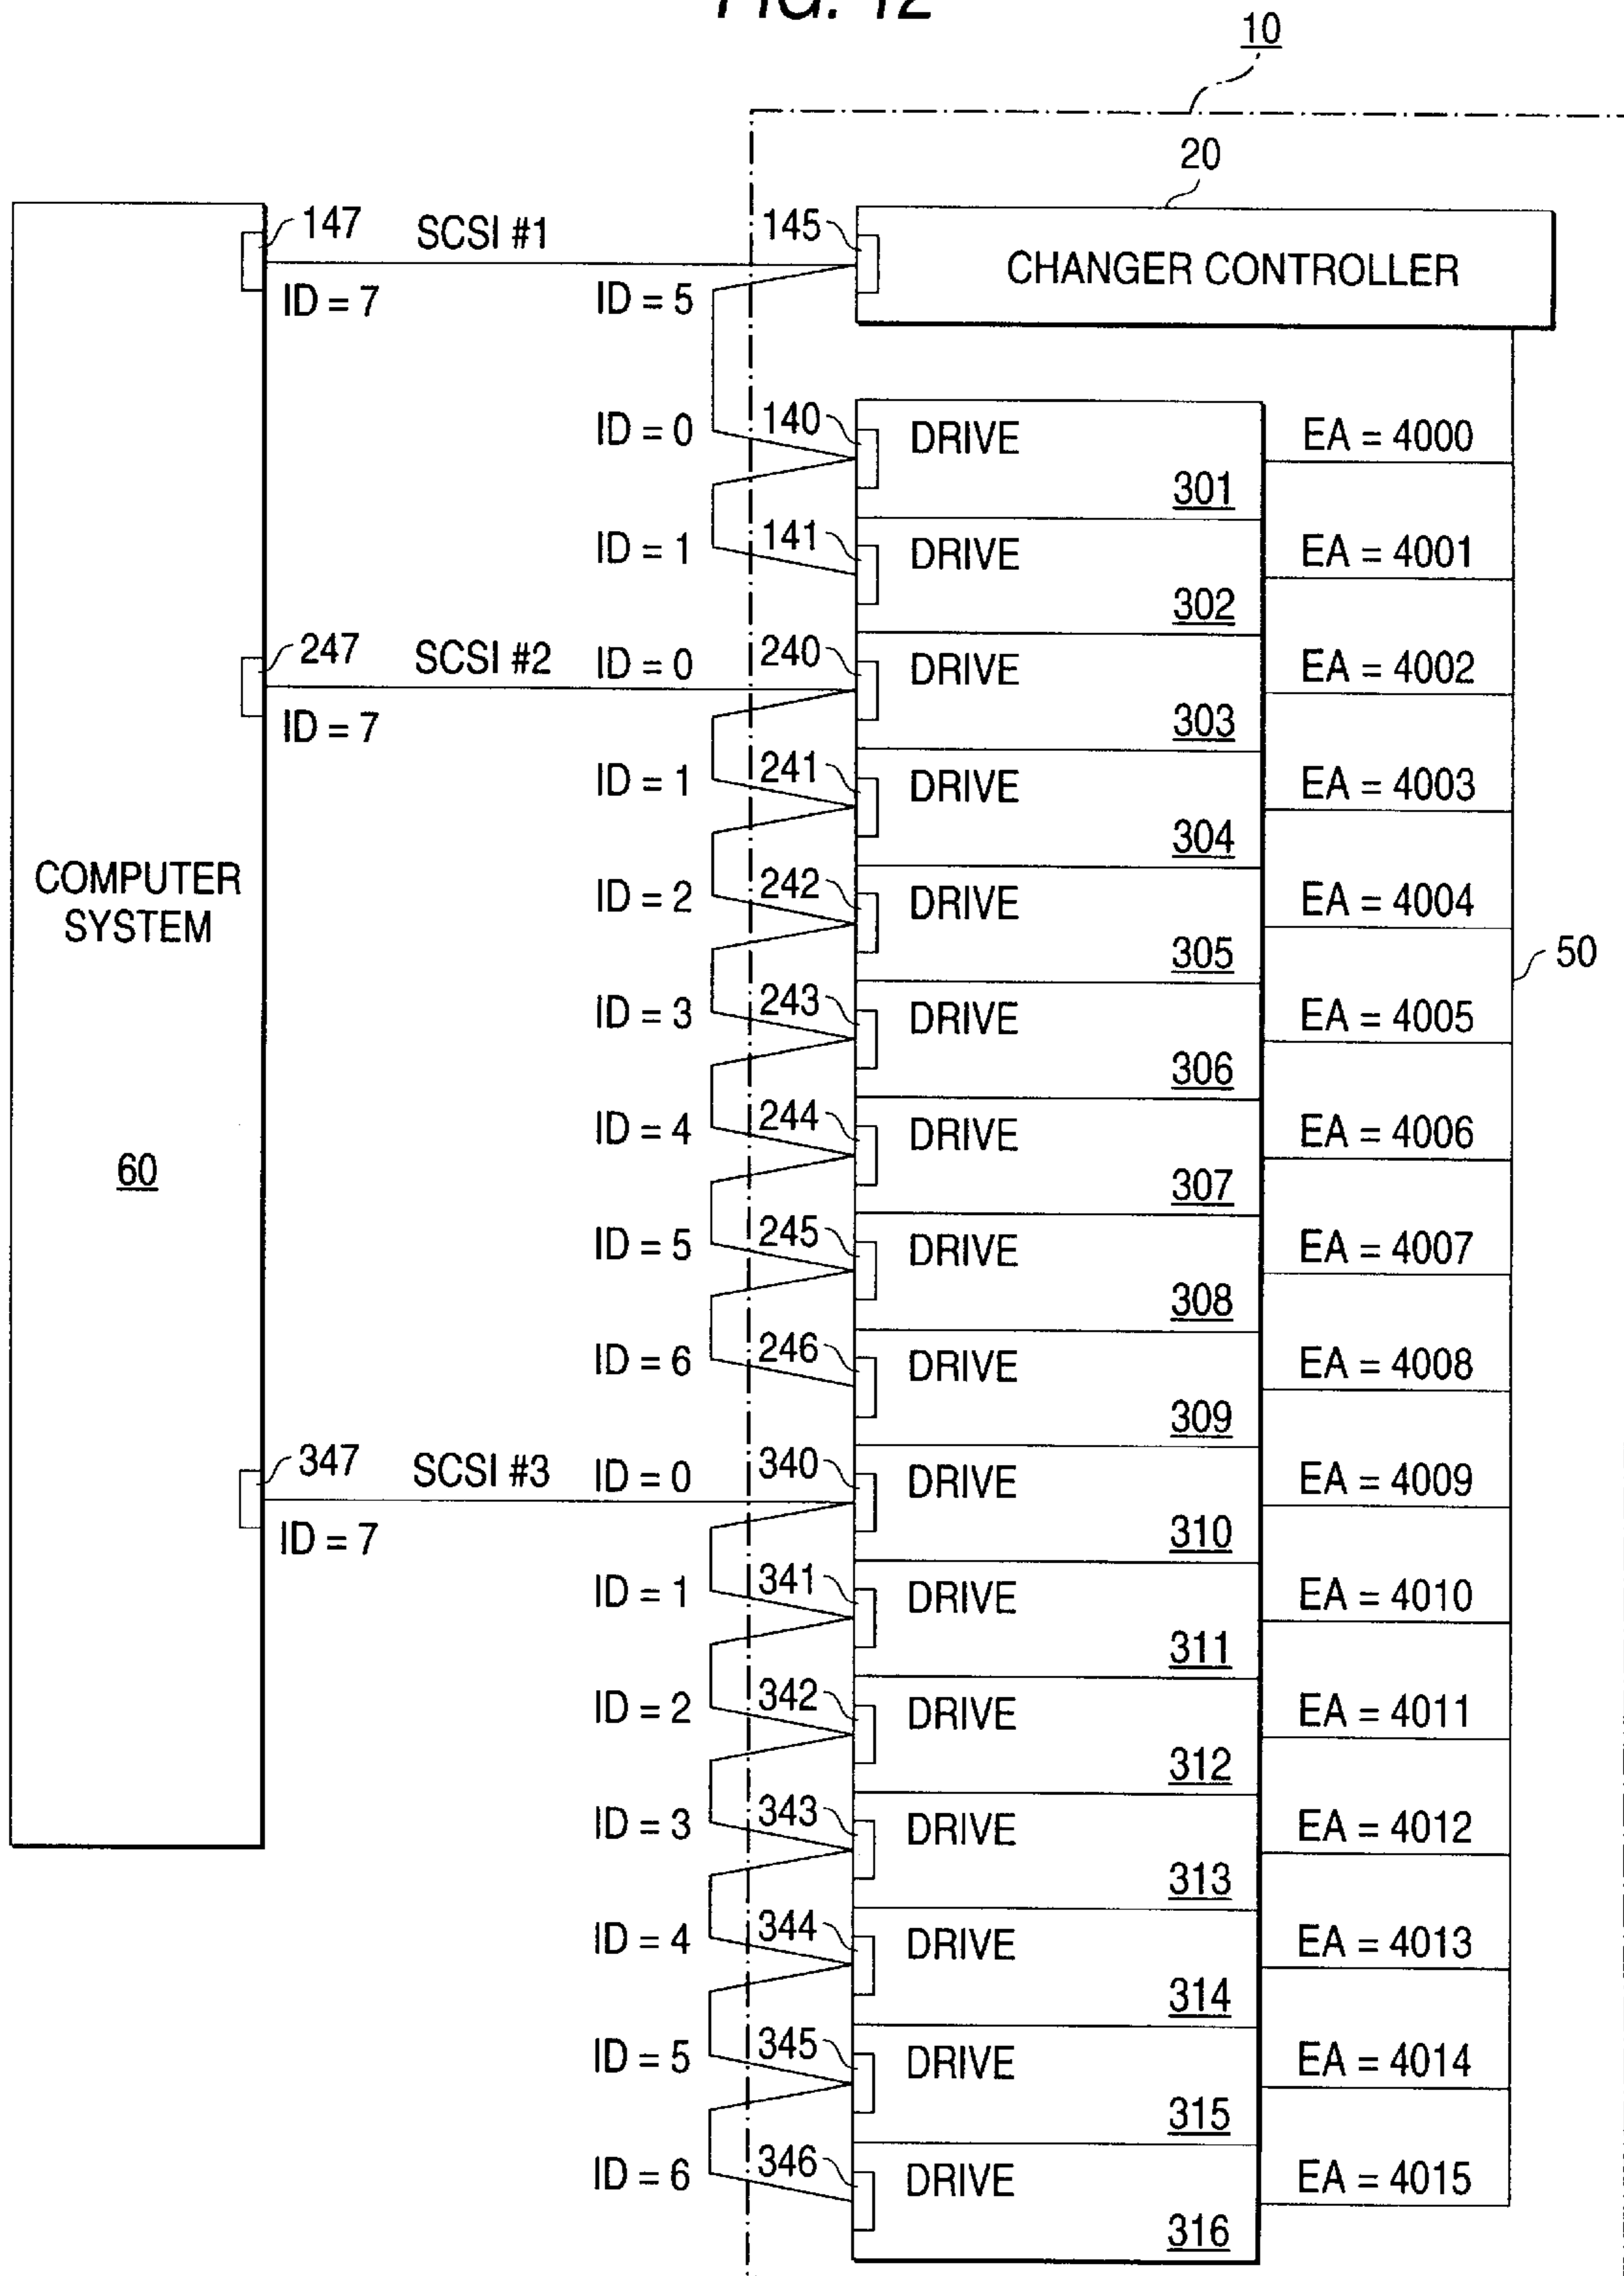 FIG. 12
10
20
147
SCSI #1
145
CHANGER CONTROLLER
ID = 7
ID = 5
ID = 0
140
DRIVE
301
EA = 4000
ID = 1
141
DRIVE
302
EA = 4001
247
SCSI #2
ID = 7
ID = 0
240
DRIVE
303
EA = 4002
ID = 1
241
DRIVE
304
EA = 4003
COMPUTER
SYSTEM
60
ID = 2
242
DRIVE
305
EA = 4004
50
ID = 3
243
DRIVE
306
EA = 4005
ID = 4
244
DRIVE
307
EA = 4006
ID = 5
245
DRIVE
308
EA = 4007
ID = 6
246
DRIVE
309
EA = 4008
347
SCSI #3
ID = 7
ID = 0
340
DRIVE
310
EA = 4009
ID = 1
341
DRIVE
311
EA = 4010
ID = 2
342
DRIVE
312
EA = 4011
ID = 3
343
DRIVE
313
EA = 4012
ID = 4
344
DRIVE
314
EA = 4013
ID = 5
345
DRIVE
315
EA = 4014
ID = 6
346
DRIVE
316
EA = 4015